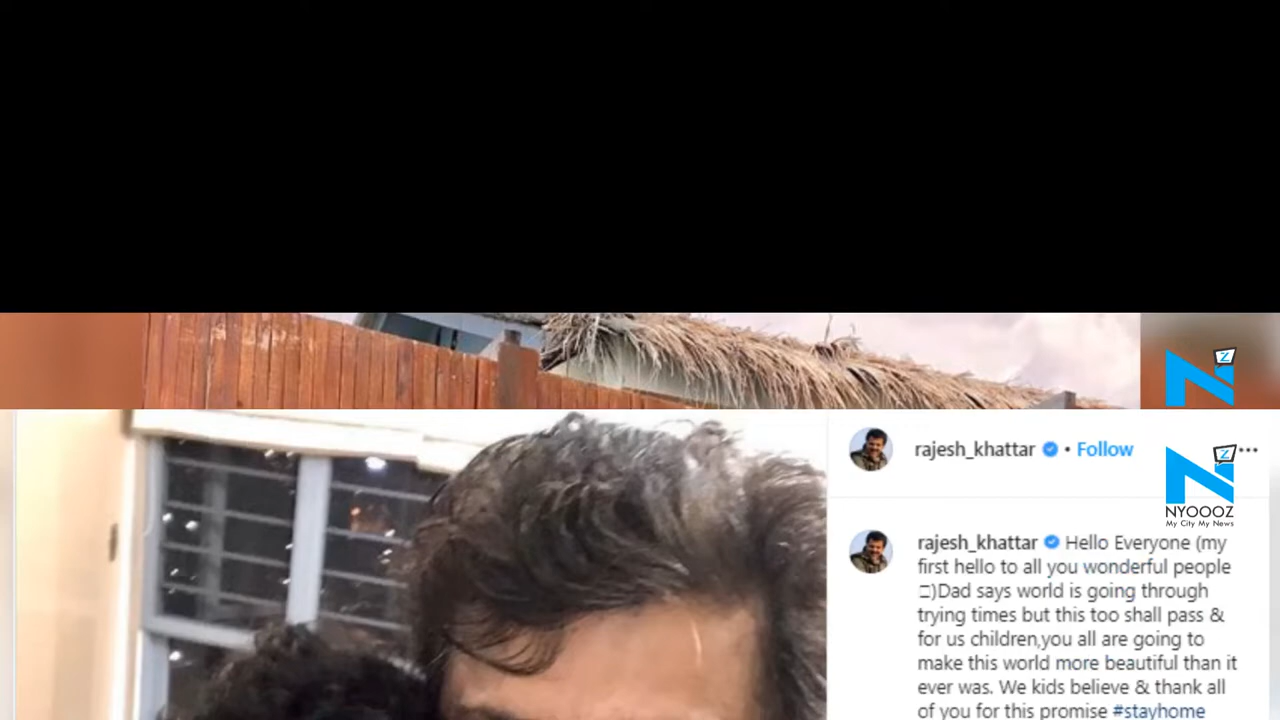 Z
N
rajesh_khattar • Follow
Z
N
NYOOOZ
My City My News
rajesh_khattar Hello Everyone (my
first hello to all you wonderful people
)Dad says world is going through
trying times but this too shall pass &
for us children,you all are going to
make this world more beautiful than it
ever was. We kids believe & thank all
of you for this promise #stayhome